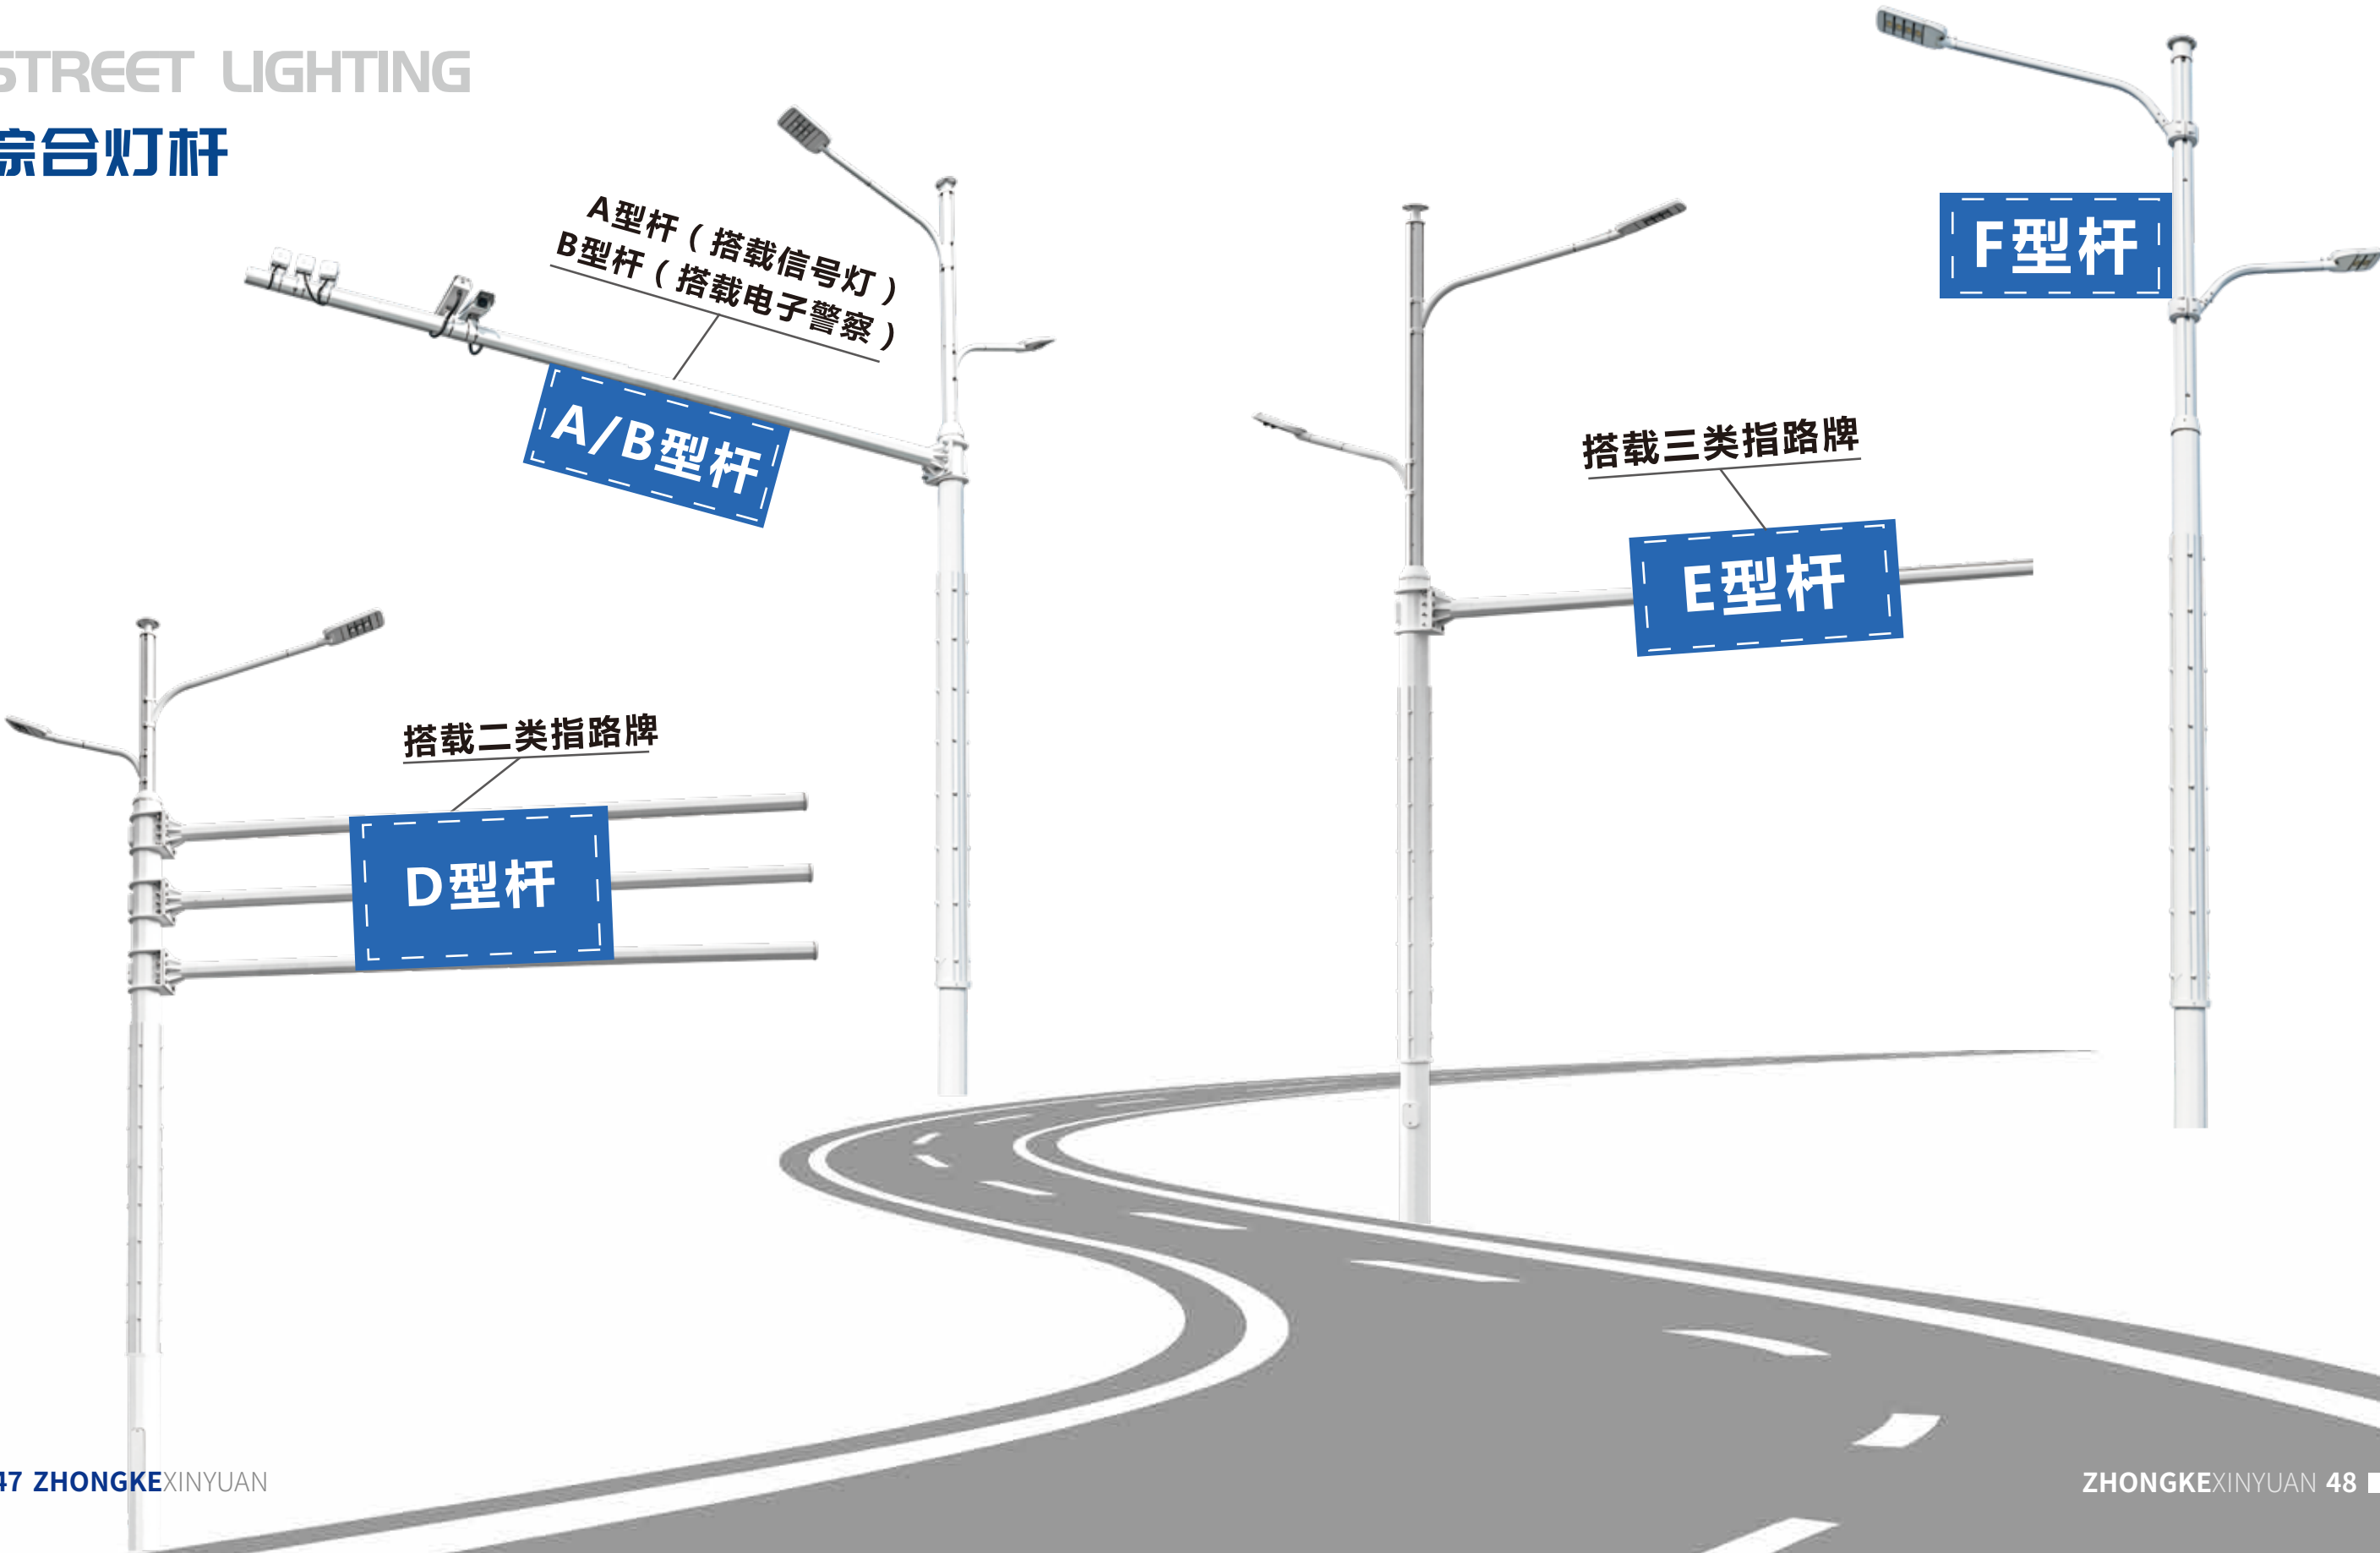 STREET LIGHTING
综合灯杆
A型杆（搭载信号灯）
B型杆（搭载电子警察）
A/B型杆
F型杆
搭载三类指路牌
E型杆
搭载二类指路牌
D型杆
47 ZHONGKEXINYUAN
ZHONGKEXINYUAN 48